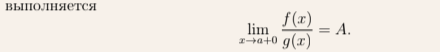 выполняется
lim_{x→a+0} f(x)/g(x) = A.